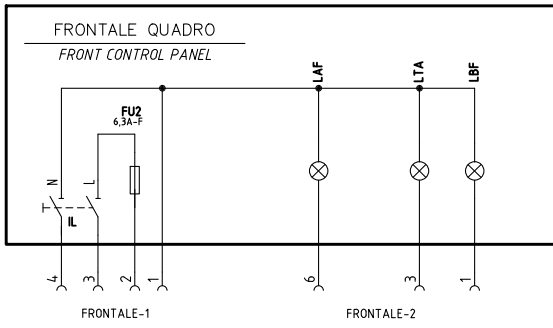 FRONTALE QUADRO
FRONT CONTROL PANEL
LAF
LTA
LBF
FU2
6,3A-F
N
L
IL
4
3
2
1
6
3
1
FRONTALE-1
FRONTALE-2